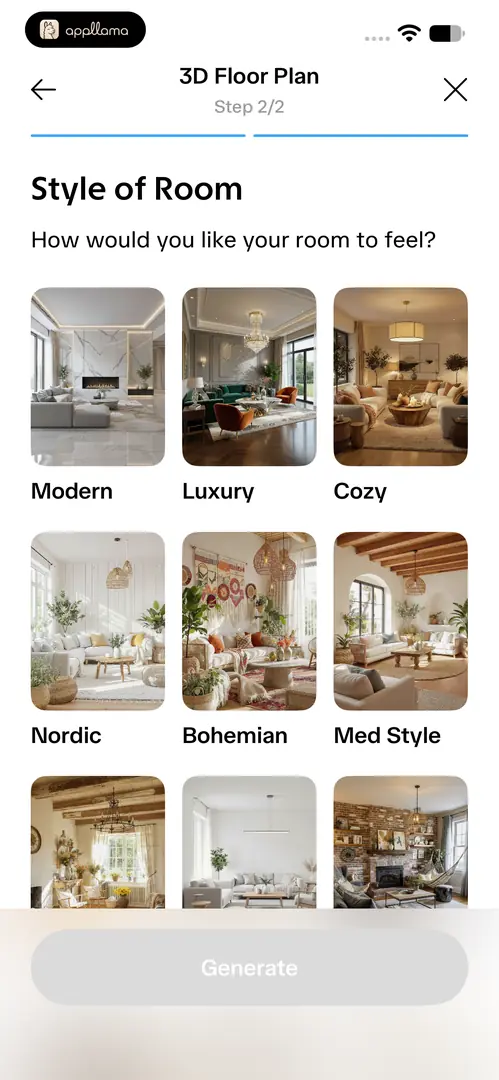 appllama
3D Floor Plan
Step 2/2
Style of Room
How would you like your room to feel?
Modern
Luxury
Cozy
Nordic
Bohemian
Med Style
Generate